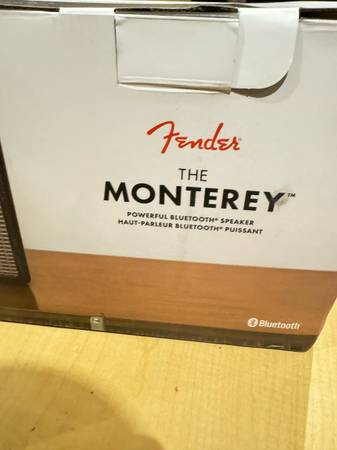 Fender
THE
MONTEREY™
POWERFUL BLUETOOTH® SPEAKER
HAUT-PARLEUR BLUETOOTH® PUISSANT
Bluetooth®